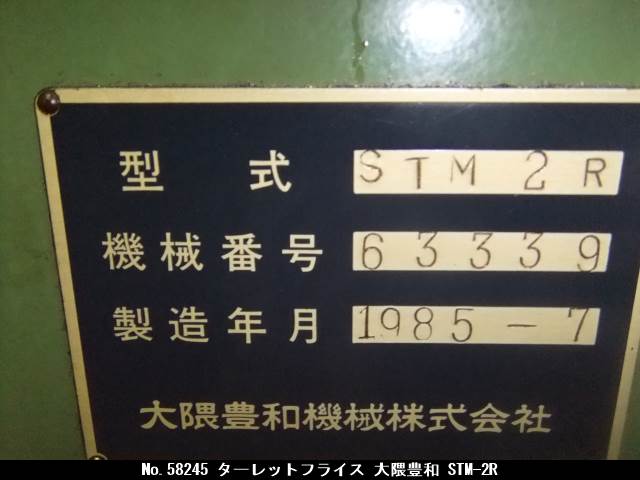 型式 STM 2R
機械番号 63339
製造年月 1985-7
大隈豊和機械株式会社
No.58245 ターレットフライス 大隈豊和 STM-2R